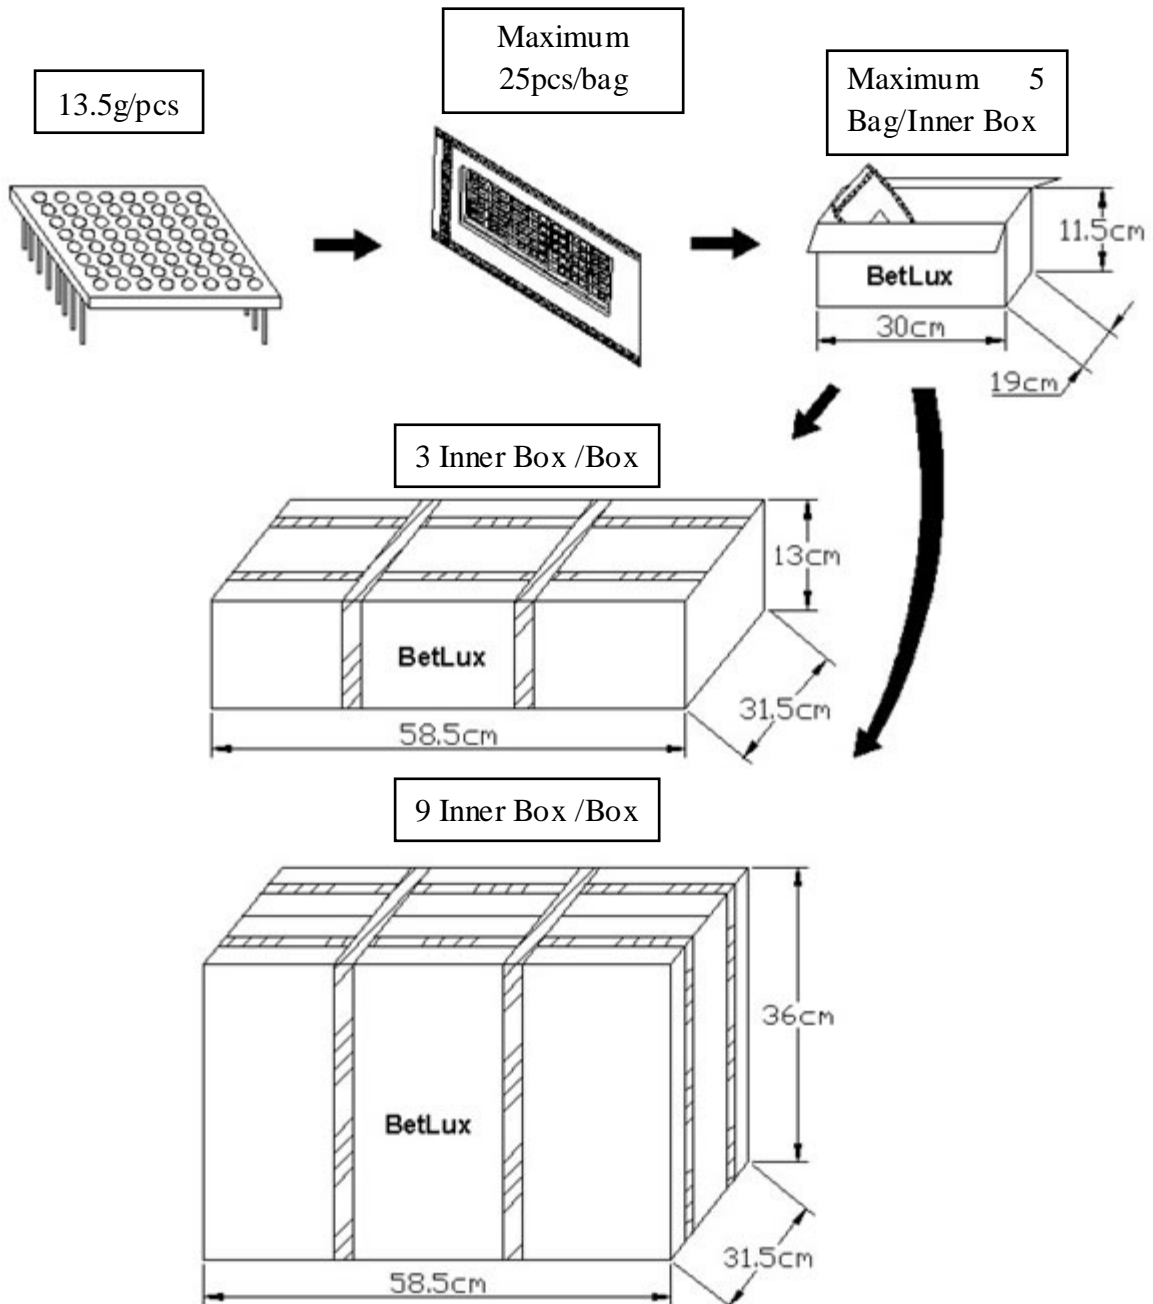 Maximum
25pcs/bag
13.5g/pcs
Maximum 5
Bag/Inner Box
11.5cm
BetLux
30cm
19cm
3 Inner Box /Box
13cm
BetLux
31.5cm
58.5cm
9 Inner Box /Box
36cm
BetLux
31.5cm
58.5cm